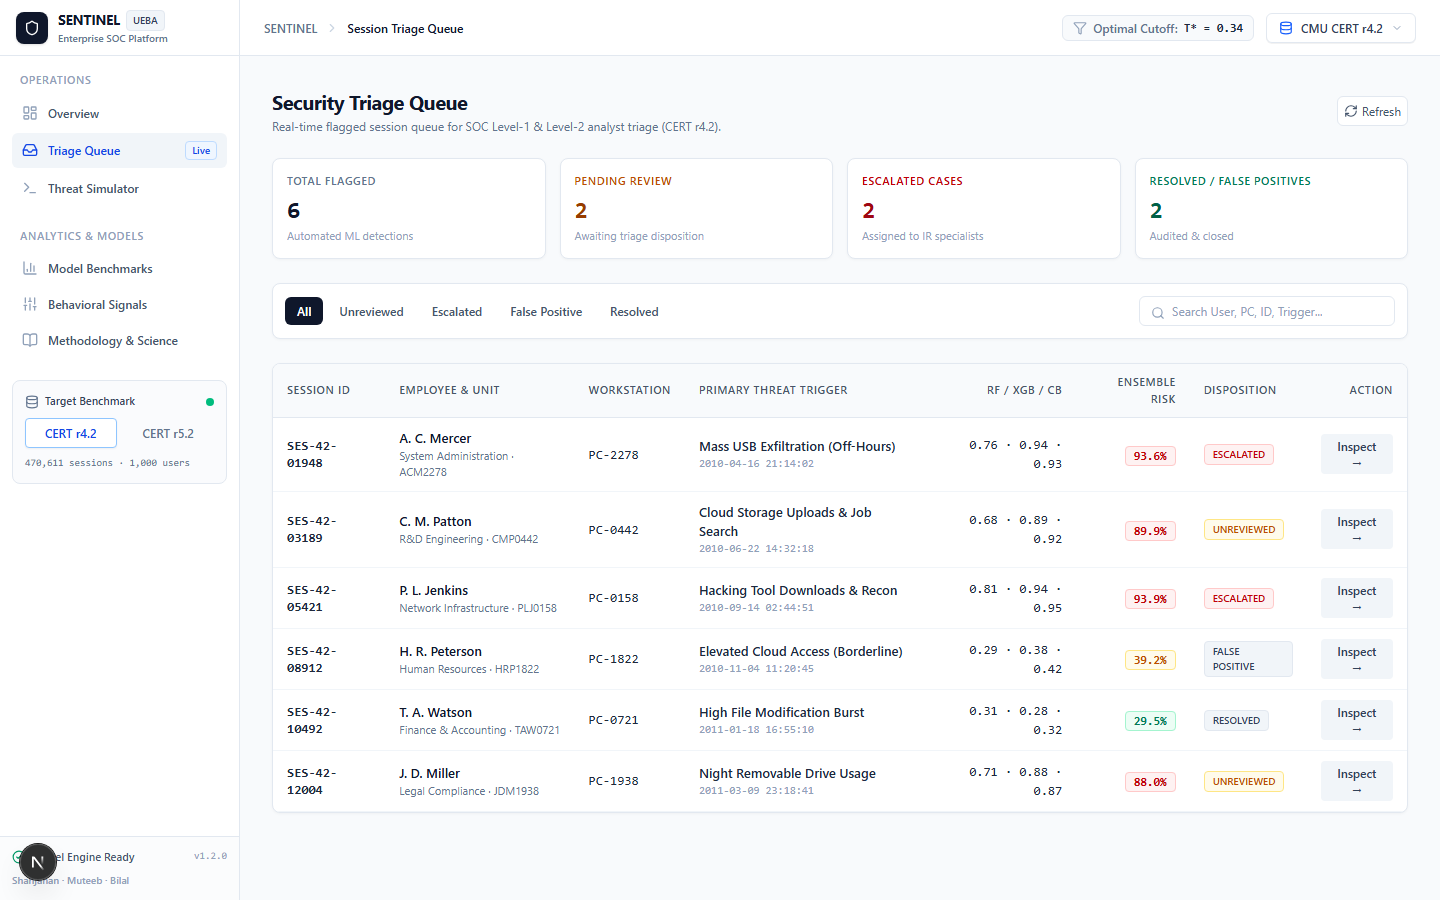 SENTINEL UEBA
Enterprise SOC Platform
SENTINEL > Session Triage Queue
Optimal Cutoff: T* = 0.34
CMU CERT r4.2
OPERATIONS
Overview
Triage Queue Live
Threat Simulator
ANALYTICS & MODELS
Model Benchmarks
Behavioral Signals
Methodology & Science
Target Benchmark
CERT r4.2 CERT r5.2
470,611 sessions · 1,000 users
el Engine Ready v1.2.0
· Muteeb · Bilal
N
Security Triage Queue
Real-time flagged session queue for SOC Level-1 & Level-2 analyst triage (CERT r4.2).
Refresh
TOTAL FLAGGED
6
Automated ML detections
PENDING REVIEW
2
Awaiting triage disposition
ESCALATED CASES
2
Assigned to IR specialists
RESOLVED / FALSE POSITIVES
2
Audited & closed
All Unreviewed Escalated False Positive Resolved
Search User, PC, ID, Trigger...
SESSION ID EMPLOYEE & UNIT WORKSTATION PRIMARY THREAT TRIGGER RF / XGB / CB ENSEMBLE RISK DISPOSITION ACTION
SES-42-
01948
A. C. Mercer
System Administration ·
ACM2278
PC-2278
Mass USB Exfiltration (Off-Hours)
2010-04-16 21:14:02
0.76 · 0.94 ·
0.93
93.6%
ESCALATED
Inspect
→
SES-42-
03189
C. M. Patton
R&D Engineering · CMP0442
PC-0442
Cloud Storage Uploads & Job
Search
2010-06-22 14:32:18
0.68 · 0.89 ·
0.92
89.9%
UNREVIEWED
Inspect
→
SES-42-
05421
P. L. Jenkins
Network Infrastructure · PLJ0158
PC-0158
Hacking Tool Downloads & Recon
2010-09-14 02:44:51
0.81 · 0.94 ·
0.95
93.9%
ESCALATED
Inspect
→
SES-42-
08912
H. R. Peterson
Human Resources · HRP1822
PC-1822
Elevated Cloud Access (Borderline)
2010-11-04 11:20:45
0.29 · 0.38 ·
0.42
39.2%
FALSE
POSITIVE
Inspect
→
SES-42-
10492
T. A. Watson
Finance & Accounting · TAW0721
PC-0721
High File Modification Burst
2011-01-18 16:55:10
0.31 · 0.28 ·
0.32
29.5%
RESOLVED
Inspect
→
SES-42-
12004
J. D. Miller
Legal Compliance · JDM1938
PC-1938
Night Removable Drive Usage
2011-03-09 23:18:41
0.71 · 0.88 ·
0.87
88.0%
UNREVIEWED
Inspect
→